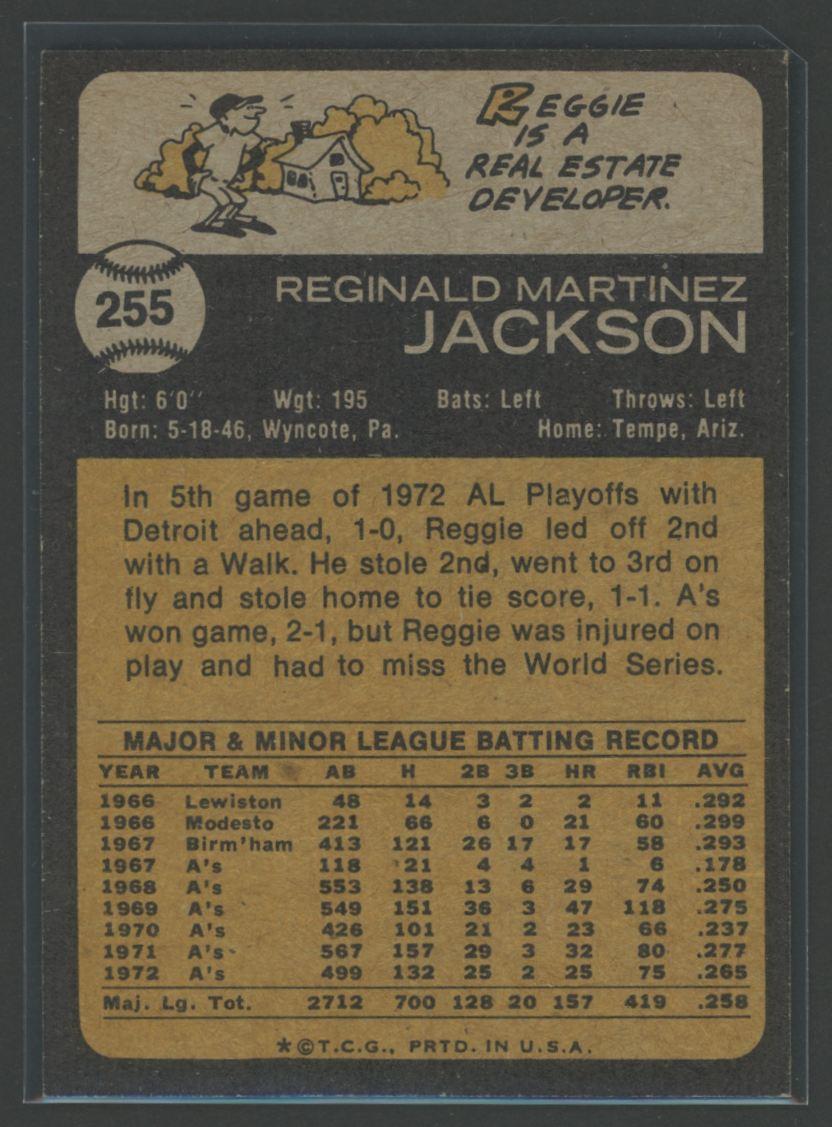 REGGIE
IS A
REAL ESTATE
DEVELOPER.
255
REGINALD MARTINEZ
JACKSON
Hgt: 6'0" Wgt: 195 Bats: Left Throws: Left
Born: 5-18-46, Wyncote, Pa. Home: Tempe, Ariz.
In 5th game of 1972 AL Playoffs with
Detroit ahead, 1-0, Reggie led off 2nd
with a Walk. He stole 2nd, went to 3rd on
fly and stole home to tie score, 1-1. A's
won game, 2-1, but Reggie was injured on
play and had to miss the World Series.
MAJOR & MINOR LEAGUE BATTING RECORD
YEAR TEAM AB H 2B 3B HR RBI AVG
1966 Lewiston 48 14 3 2 2 11 .292
1966 Modesto 221 66 6 0 21 60 .299
1967 Birm'ham 413 121 26 17 17 58 .293
1967 A's 118 21 4 4 1 6 .178
1968 A's 553 138 13 6 29 74 .250
1969 A's 549 151 36 3 47 118 .275
1970 A's 426 101 21 2 23 66 .237
1971 A's 567 157 29 3 32 80 .277
1972 A's 499 132 25 2 25 75 .265
Maj. Lg. Tot. 2712 700 128 20 157 419 .258
*©T.C.G., PRTD. IN U.S.A.